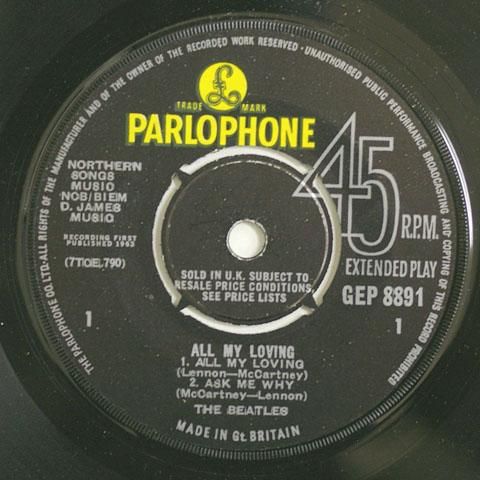 THE PARLOPHONE CO. LTD. ALL RIGHTS OF THE MANUFACTURER AND OF THE OWNER OF THE RECORDED WORK RESERVED · UNAUTHORISED PUBLIC PERFORMANCE BROADCASTING AND COPYING OF THIS RECORD PROHIBITED
£
TRADE MARK
PARLOPHONE
NORTHERN
SONGS
MUSIC
NCB/BIEM
D. JAMES
MUSIC
RECORDING FIRST
PUBLISHED 1963
(7TCE.790)
45
R.P.M.
EXTENDED PLAY
GEP 8891
SOLD IN U.K. SUBJECT TO
RESALE PRICE CONDITIONS,
SEE PRICE LISTS
1
1
ALL MY LOVING
1. ALL MY LOVING
(Lennon—McCartney)
2. ASK ME WHY
(McCartney—Lennon)
THE BEATLES
MADE IN Gt. BRITAIN